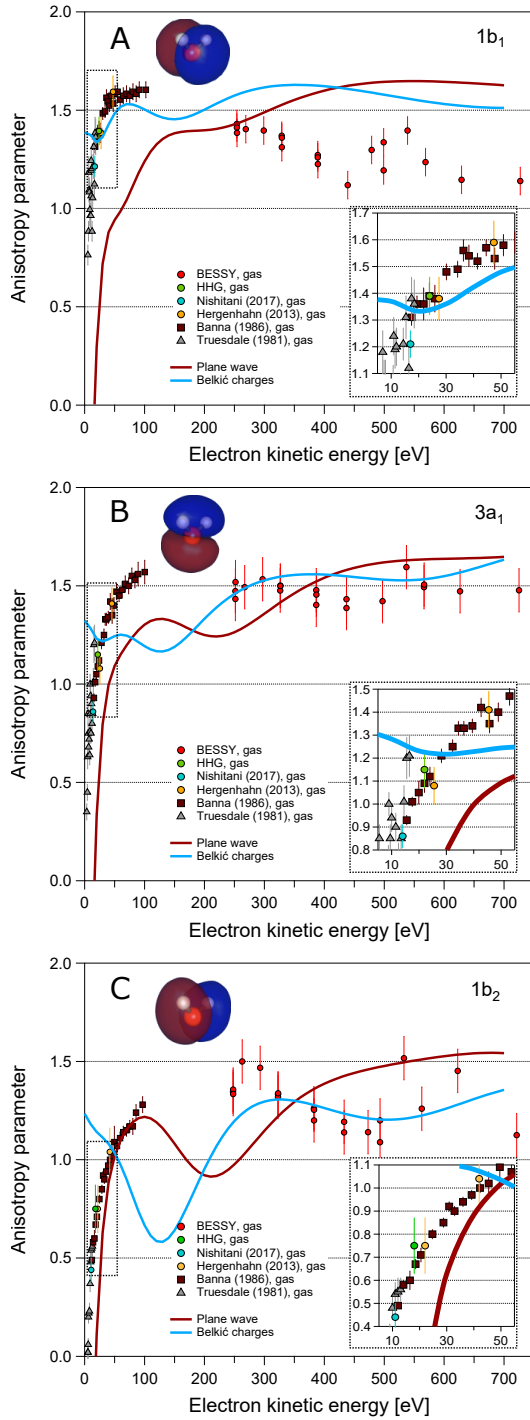 A
1b₁
2.0
1.5
1.0
0.5
0.0
Anisotropy parameter
BESSY, gas
HHG, gas
Nishitani (2017), gas
Hergenhahn (2013), gas
Banna (1986), gas
Truesdale (1981), gas
Plane wave
Belkić charges
1.7
1.6
1.5
1.4
1.3
1.2
1.1
10 30 50
0 100 200 300 400 500 600 700
Electron kinetic energy [eV]
B
3a₁
2.0
1.5
1.0
0.5
0.0
Anisotropy parameter
BESSY, gas
HHG, gas
Nishitani (2017), gas
Hergenhahn (2013), gas
Banna (1986), gas
Truesdale (1981), gas
Plane wave
Belkić charges
1.5
1.4
1.3
1.2
1.1
1.0
0.9
0.8
10 30 50
0 100 200 300 400 500 600 700
Electron kinetic energy [eV]
C
1b₂
2.0
1.5
1.0
0.5
0.0
Anisotropy parameter
BESSY, gas
HHG, gas
Nishitani (2017), gas
Hergenhahn (2013), gas
Banna (1986), gas
Truesdale (1981), gas
Plane wave
Belkić charges
1.1
1.0
0.9
0.8
0.7
0.6
0.5
0.4
10 30 50
0 100 200 300 400 500 600 700
Electron kinetic energy [eV]